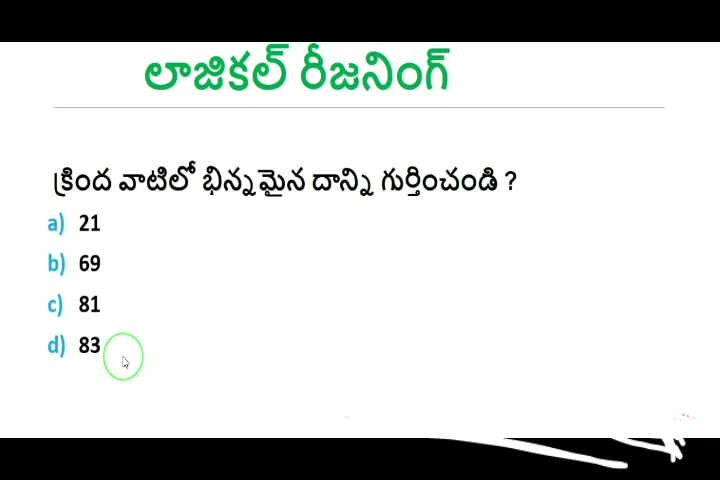 లాజికల్ రీజనింగ్
క్రింద వాటిలో భిన్నమైన దాన్ని గుర్తించండి ?
a) 21
b) 69
c) 81
d) 83